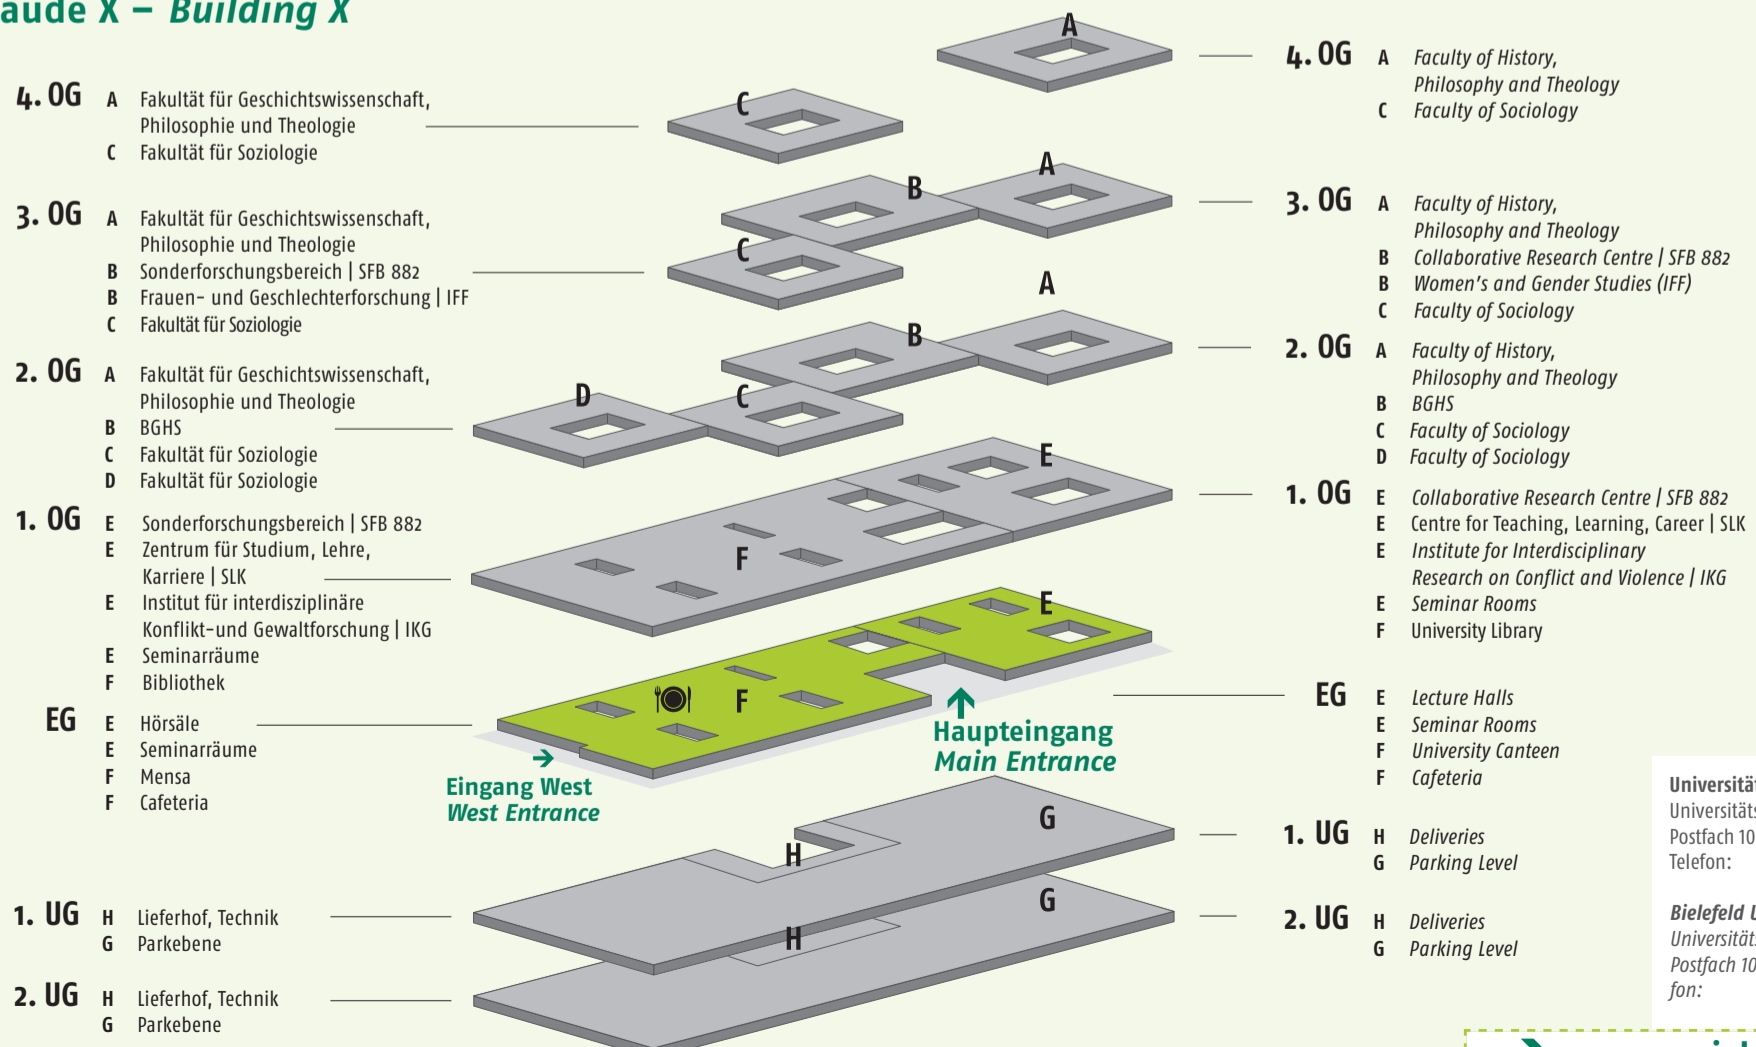 aude X – Building X
4. OG A Fakultät für Geschichtswissenschaft,
Philosophie und Theologie
C Fakultät für Soziologie
3. OG A Fakultät für Geschichtswissenschaft,
Philosophie und Theologie
B Sonderforschungsbereich | SFB 882
B Frauen- und Geschlechterforschung | IFF
C Fakultät für Soziologie
2. OG A Fakultät für Geschichtswissenschaft,
Philosophie und Theologie
B BGHS
C Fakultät für Soziologie
D Fakultät für Soziologie
1. OG E Sonderforschungsbereich | SFB 882
E Zentrum für Studium, Lehre,
Karriere | SLK
E Institut für interdisziplinäre
Konflikt-und Gewaltforschung | IKG
E Seminarräume
F Bibliothek
EG E Hörsäle
E Seminarräume
F Mensa
F Cafeteria
1. UG H Lieferhof, Technik
G Parkebene
2. UG H Lieferhof, Technik
G Parkebene
A
C
A
B
C
A
B
C
D
E
F
E
F
Haupteingang
Main Entrance
Eingang West
West Entrance
G
H
G
H
4. OG A Faculty of History,
Philosophy and Theology
C Faculty of Sociology
3. OG A Faculty of History,
Philosophy and Theology
B Collaborative Research Centre | SFB 882
B Women's and Gender Studies (IFF)
C Faculty of Sociology
2. OG A Faculty of History,
Philosophy and Theology
B BGHS
C Faculty of Sociology
D Faculty of Sociology
1. OG E Collaborative Research Centre | SFB 882
E Centre for Teaching, Learning, Career | SLK
E Institute for Interdisciplinary
Research on Conflict and Violence | IKG
E Seminar Rooms
F University Library
EG E Lecture Halls
E Seminar Rooms
F University Canteen
F Cafeteria
1. UG H Deliveries
G Parking Level
2. UG H Deliveries
G Parking Level
Universität
Universitäts
Postfach 10
Telefon:
Bielefeld U
Universitäts
Postfach 10
fon: